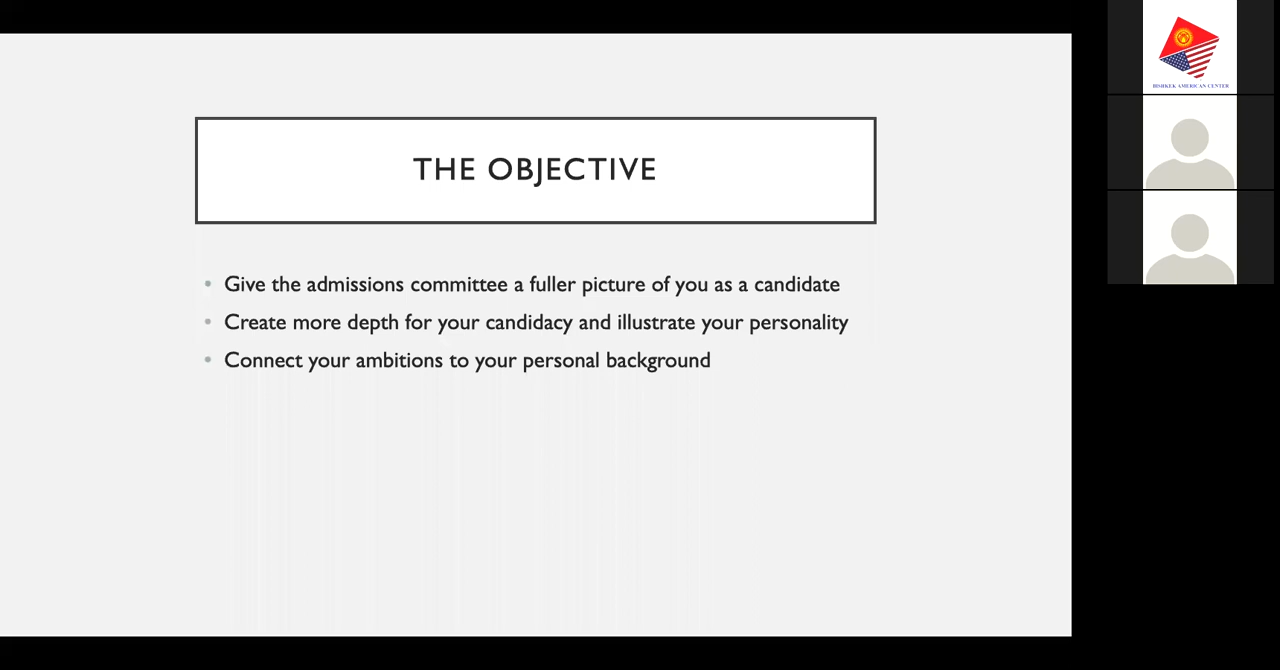 THE OBJECTIVE
Give the admissions committee a fuller picture of you as a candidate
Create more depth for your candidacy and illustrate your personality
Connect your ambitions to your personal background
BISHKEK AMERICAN CENTER